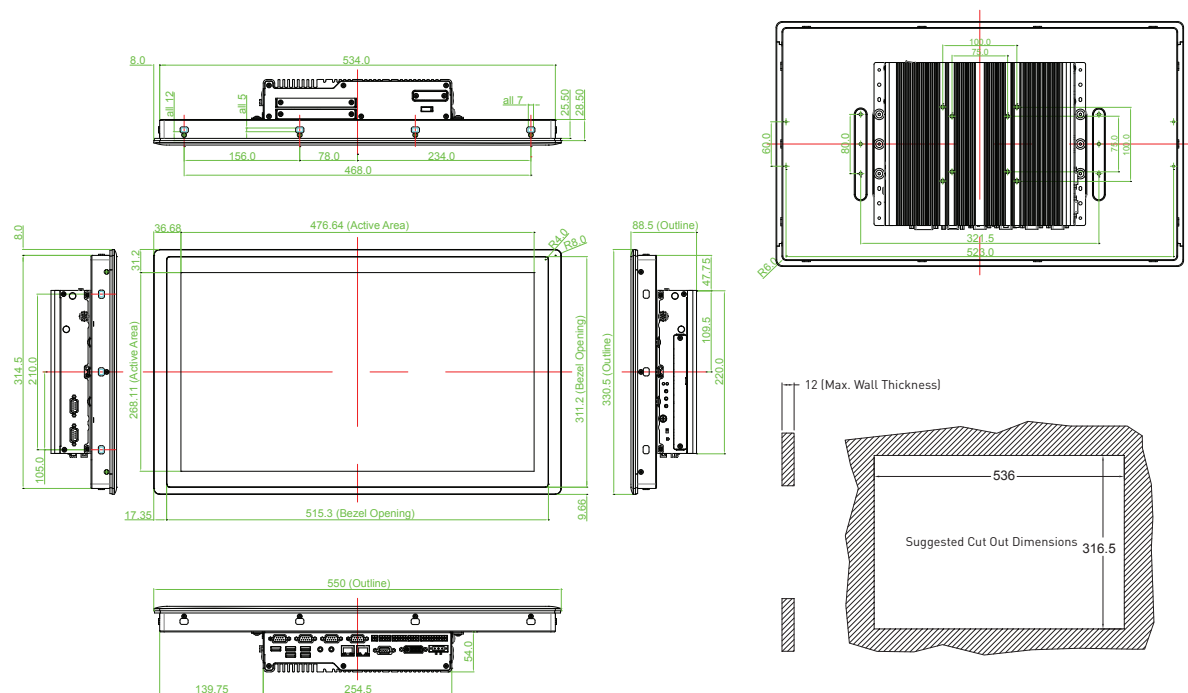 8.0
534.0
all 12
all 5
all 7
25.50
28.50
156.0
78.0
234.0
468.0
100.0
75.0
60.0
80.0
75.0
100.0
321.5
523.0
R6.0
8.0
36.68
476.64 (Active Area)
R4.0
R8.0
31.2
314.5
210.0
105.0
268.11 (Active Area)
311.2 (Bezel Opening)
17.35
515.3 (Bezel Opening)
9.66
88.5 (Outline)
47.75
109.5
220.0
330.5 (Outline)
12 (Max. Wall Thickness)
536
Suggested Cut Out Dimensions
316.5
550 (Outline)
54.0
139.75
254.5